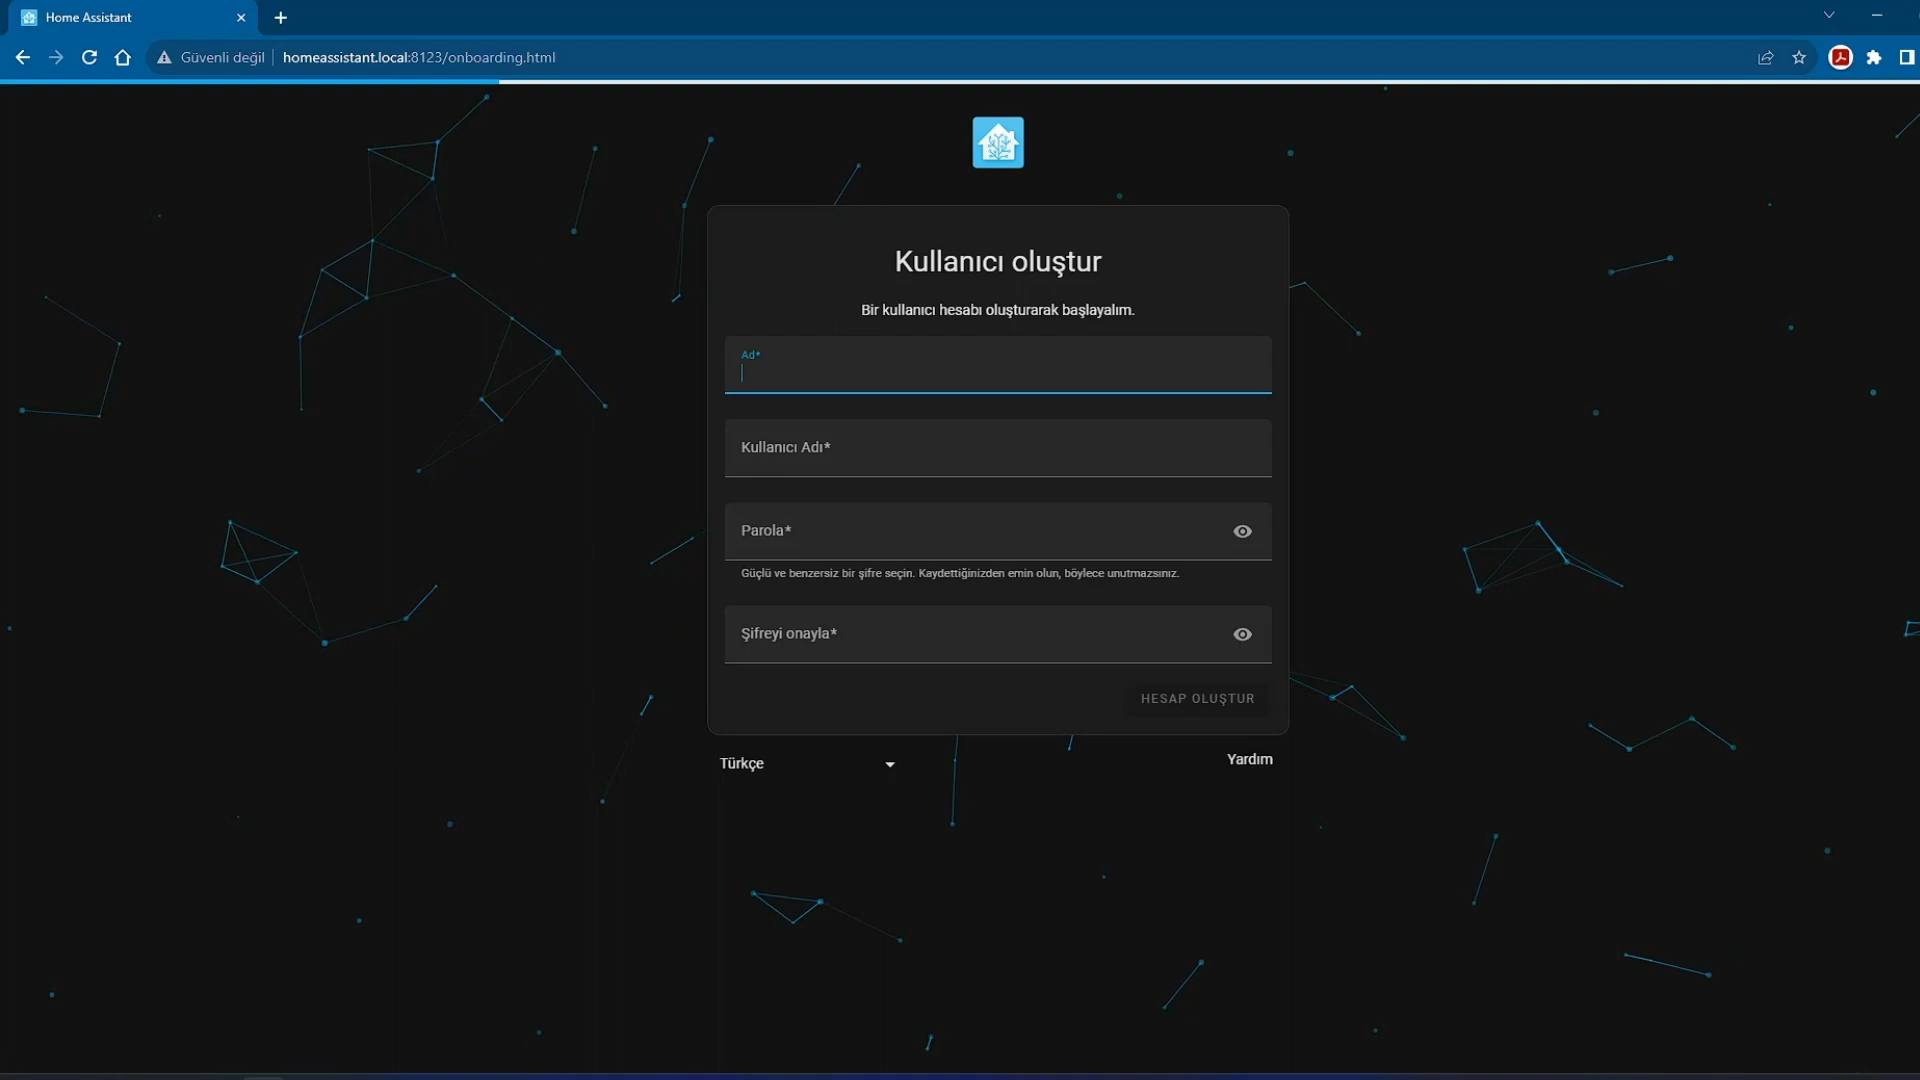 Home Assistant
Güvenli değil
homeassistant.local:8123/onboarding.html
Kullanıcı oluştur
Bir kullanıcı hesabı oluşturarak başlayalım.
Ad*
Kullanıcı Adı*
Parola*
Güçlü ve benzersiz bir şifre seçin. Kaydettiğinizden emin olun, böylece unutmazsınız.
Şifreyi onayla*
HESAP OLUŞTUR
Türkçe
Yardım